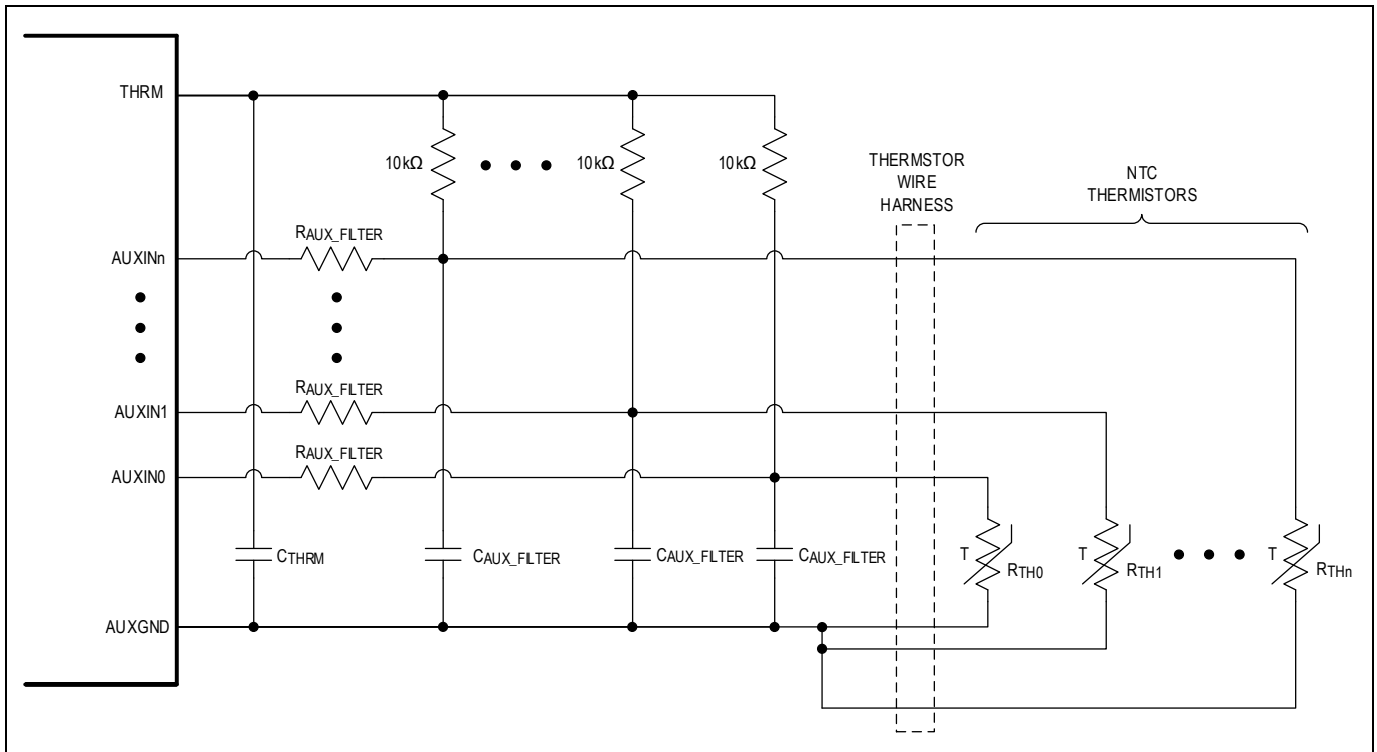 THRM
10kΩ
10kΩ
10kΩ
THERMSTOR
WIRE
HARNESS
NTC
THERMISTORS
RAUX_FILTER
AUXINn
RAUX_FILTER
AUXIN1
RAUX_FILTER
AUXIN0
CTHRM
CAUX_FILTER
CAUX_FILTER
CAUX_FILTER
T
RTH0
T
RTH1
T
RTHn
AUXGND